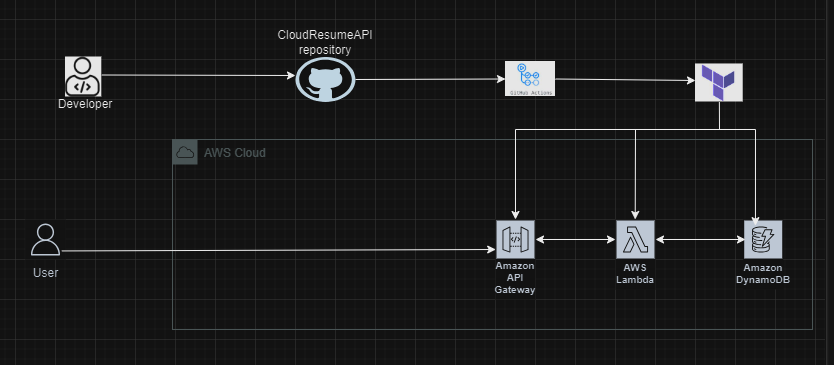 CloudResumeAPI
repository
Developer
GitHub Actions
AWS Cloud
User
Amazon
API
Gateway
AWS
Lambda
Amazon
DynamoDB